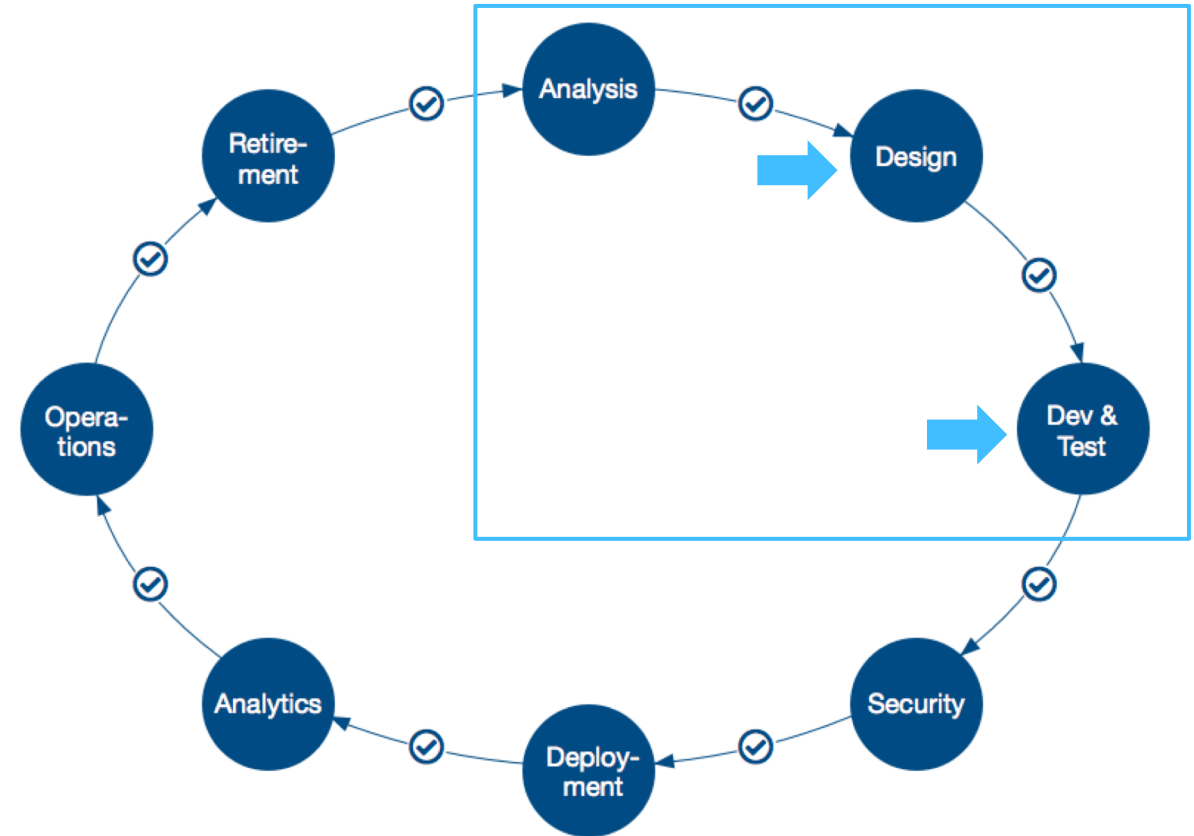 Analysis
Design
Dev &
Test
Security
Deploy-
ment
Analytics
Opera-
tions
Retire-
ment